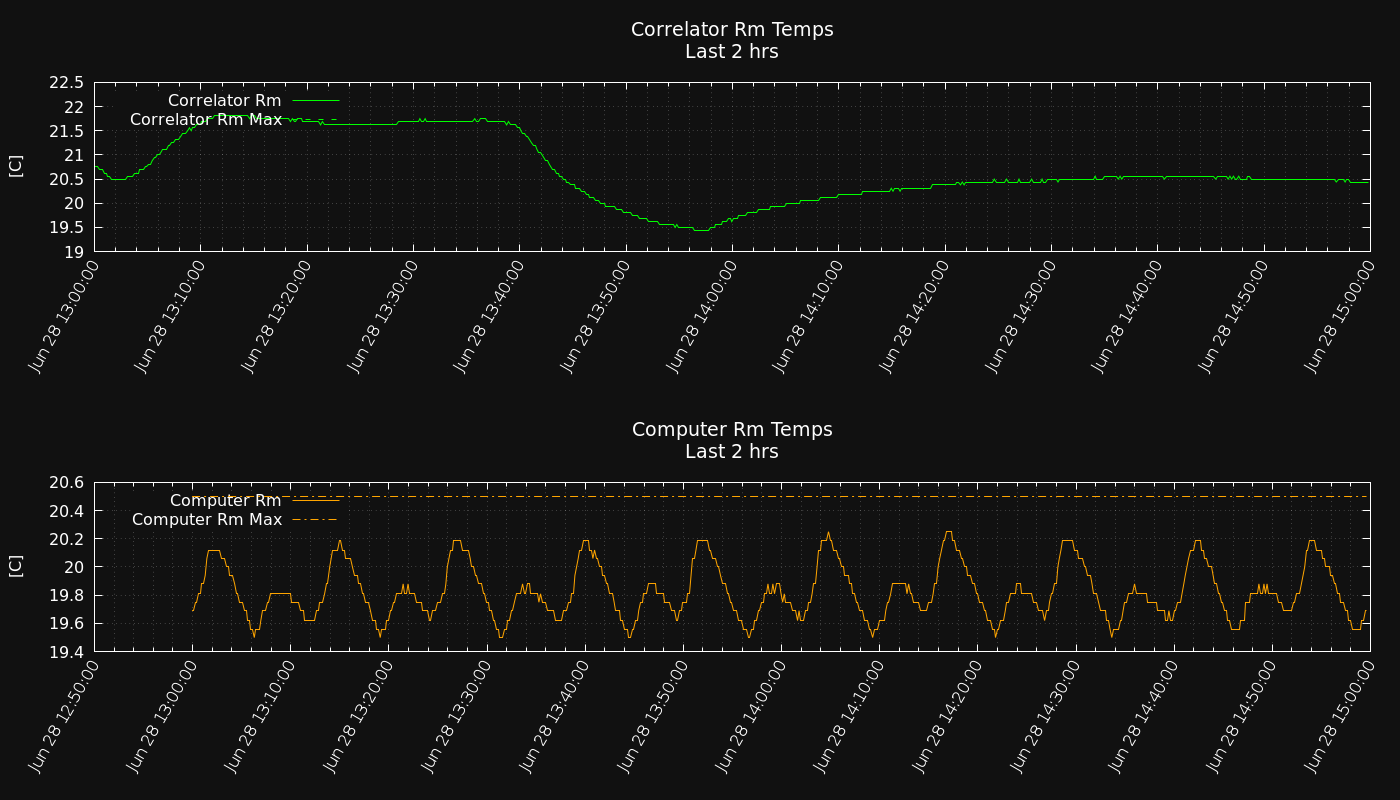 Correlator Rm Temps
Last 2 hrs
22.5
22
21.5
21
20.5
20
19.5
19
[C]
Correlator Rm
Correlator Rm Max
Jun 28 13:00:00
Jun 28 13:10:00
Jun 28 13:20:00
Jun 28 13:30:00
Jun 28 13:40:00
Jun 28 13:50:00
Jun 28 14:00:00
Jun 28 14:10:00
Jun 28 14:20:00
Jun 28 14:30:00
Jun 28 14:40:00
Jun 28 14:50:00
Jun 28 15:00:00
Computer Rm Temps
Last 2 hrs
20.6
20.4
20.2
20
19.8
19.6
19.4
[C]
Computer Rm
Computer Rm Max
Jun 28 12:50:00
Jun 28 13:00:00
Jun 28 13:10:00
Jun 28 13:20:00
Jun 28 13:30:00
Jun 28 13:40:00
Jun 28 13:50:00
Jun 28 14:00:00
Jun 28 14:10:00
Jun 28 14:20:00
Jun 28 14:30:00
Jun 28 14:40:00
Jun 28 14:50:00
Jun 28 15:00:00